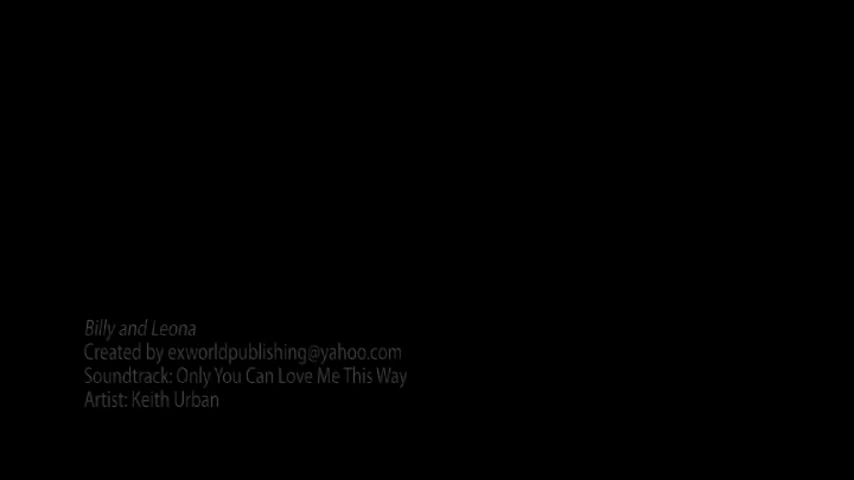 Billy and Leona
Created by exworldpublishing@yahoo.com
Soundtrack: Only You Can Love Me This Way
Artist: Keith Urban